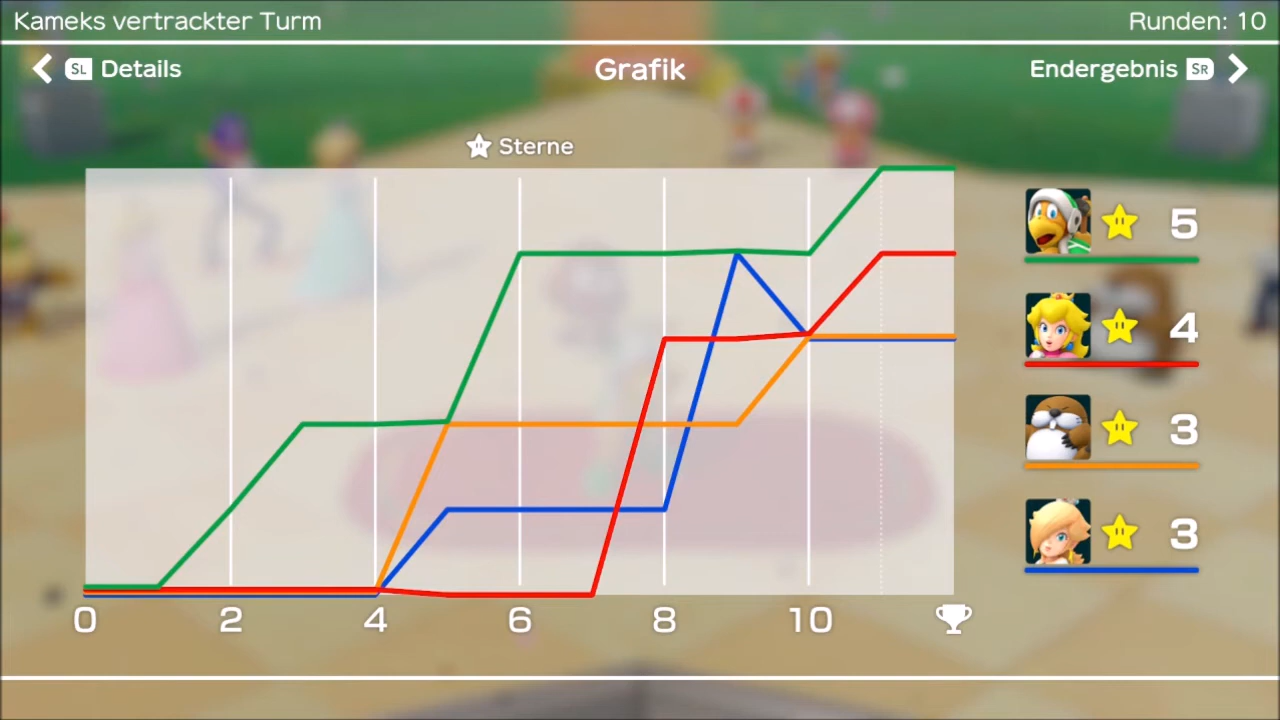 Kameks vertrackter Turm
Runden: 10
SL Details
Grafik
Endergebnis SR
Sterne
5
4
3
3
0 2 4 6 8 10